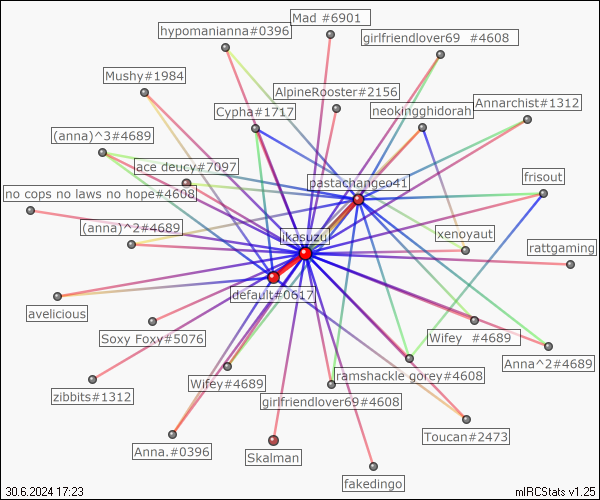 Mad #6901
hypomanianna#0396
girlfriendlover69 #4608
Mushy#1984
AlpineRooster#2156
Cypha#1717
neokingghidorah
Annarchist#1312
(anna)^3#4689
ace deucy#7097
pastachangeo41
frisout
no cops no laws no hope#4608
(anna)^2#4689
ikasuzu
xenoyaut
rattgaming
default#0617
avelicious
Soxy Foxy#5076
Wifey #4689
Anna^2#4689
ramshackle gorey#4608
Wifey#4689
zibbits#1312
girlfriendlover69#4608
Toucan#2473
Anna.#0396
Skalman
fakedingo
30.6.2024 17:23
mIRCStats v1.25